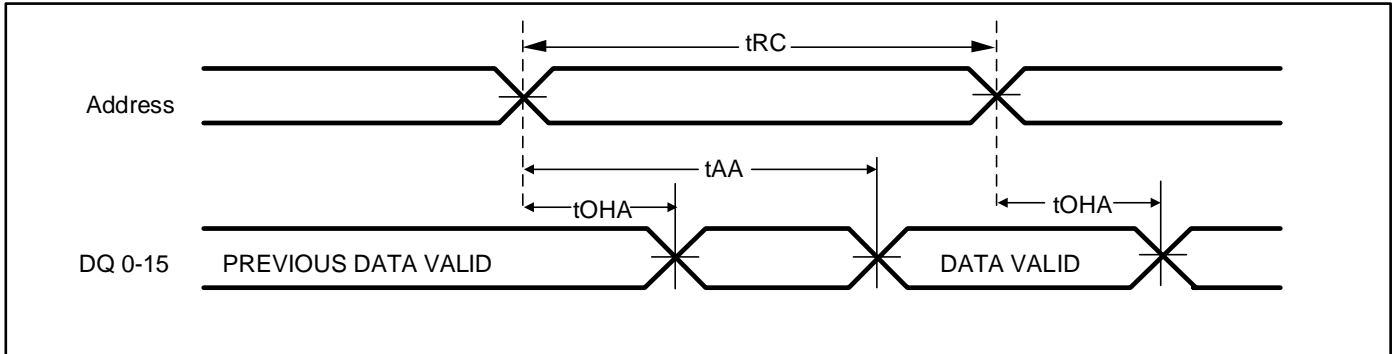 tRC
Address
tAA
tOHA
tOHA
DQ 0-15
PREVIOUS DATA VALID
DATA VALID